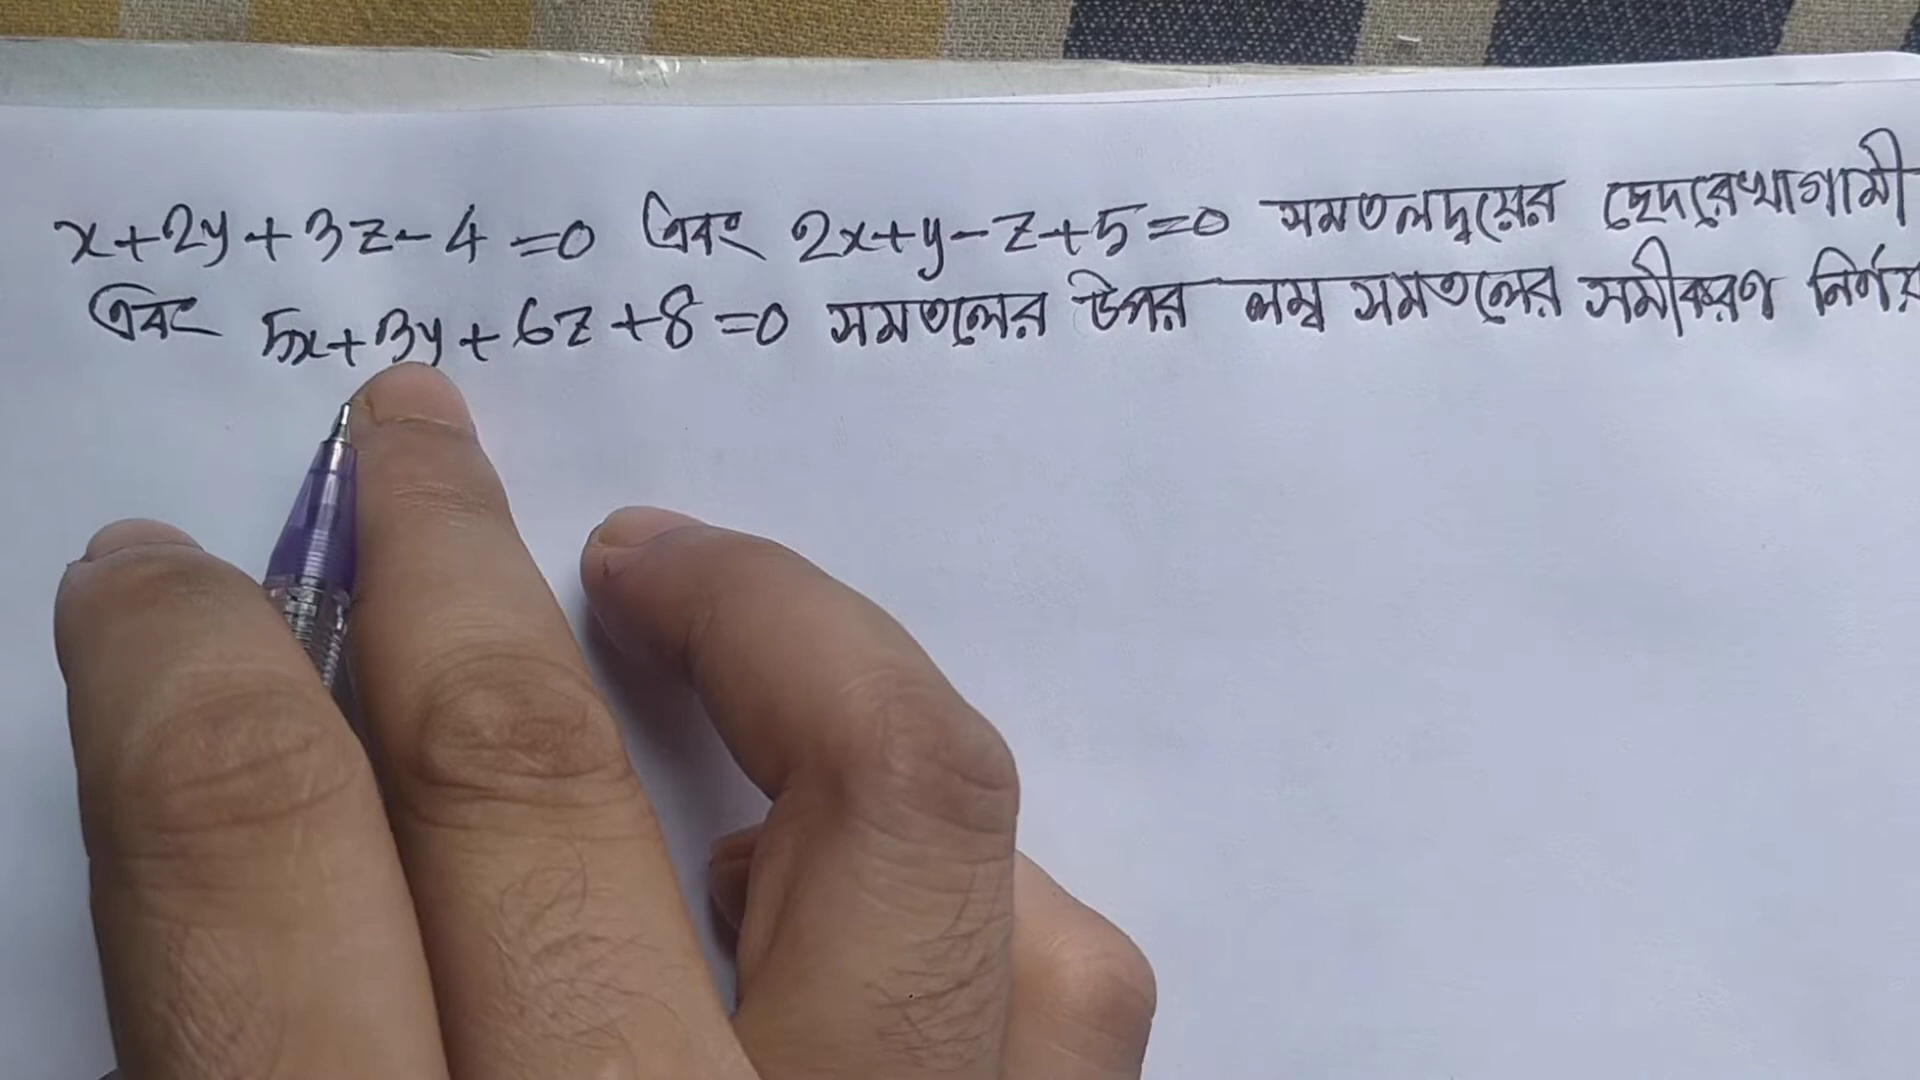 x+2y+3z-4=0 এবং 2x+y-z+5=0 সমতলদ্বয়ের ছেদরেখাগামী
এবং 5x+3y+6z+8=0 সমতলের উপর লম্ব সমতলের সমীকরণ নির্ণয়